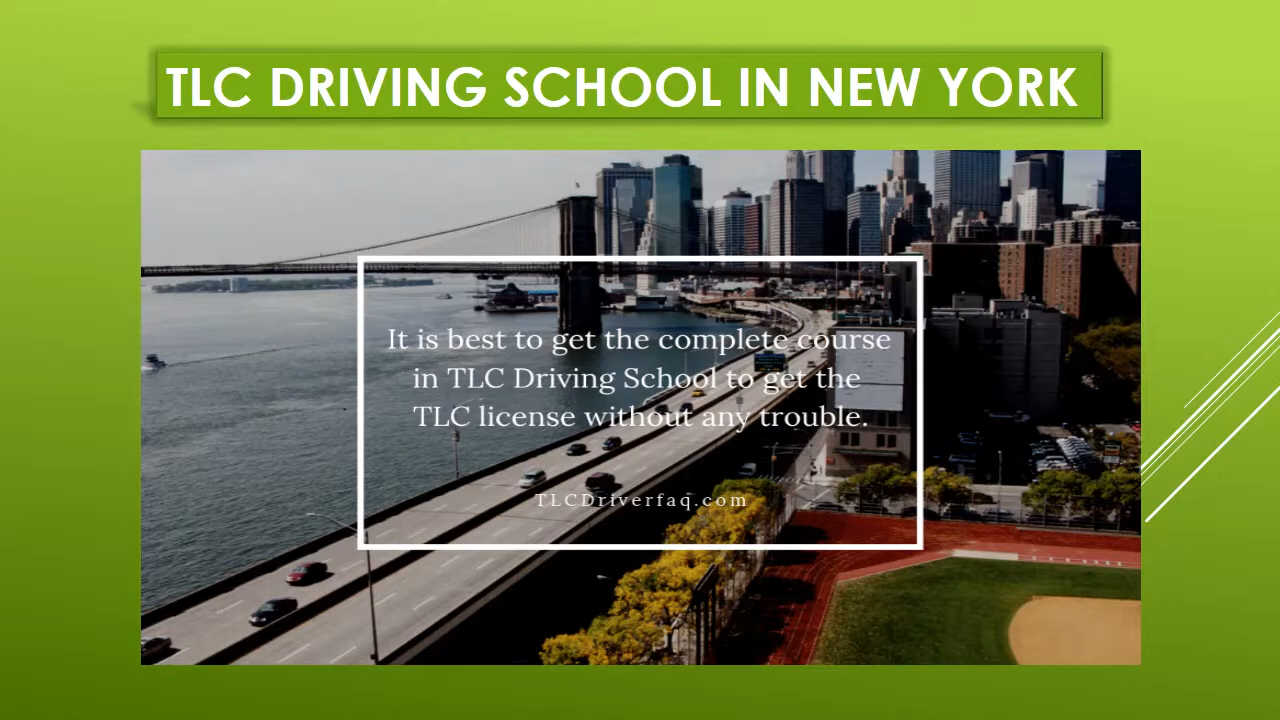 TLC DRIVING SCHOOL IN NEW YORK
It is best to get the complete course
in TLC Driving School to get the
TLC license without any trouble.
TLCDriverfaq.com